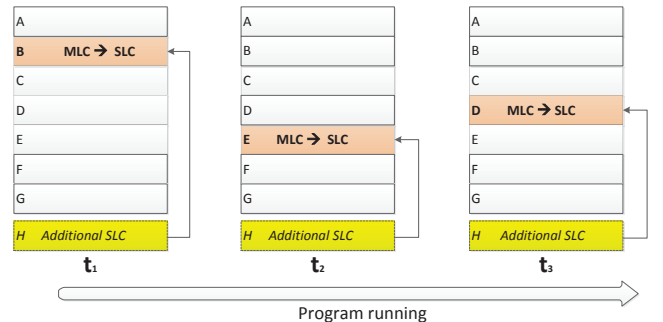 A
B MLC → SLC
C
D
E
F
G
H Additional SLC
t1
A
B
C
D
E MLC → SLC
F
G
H Additional SLC
t2
A
B
C
D MLC → SLC
E
F
G
H Additional SLC
t3
Program running